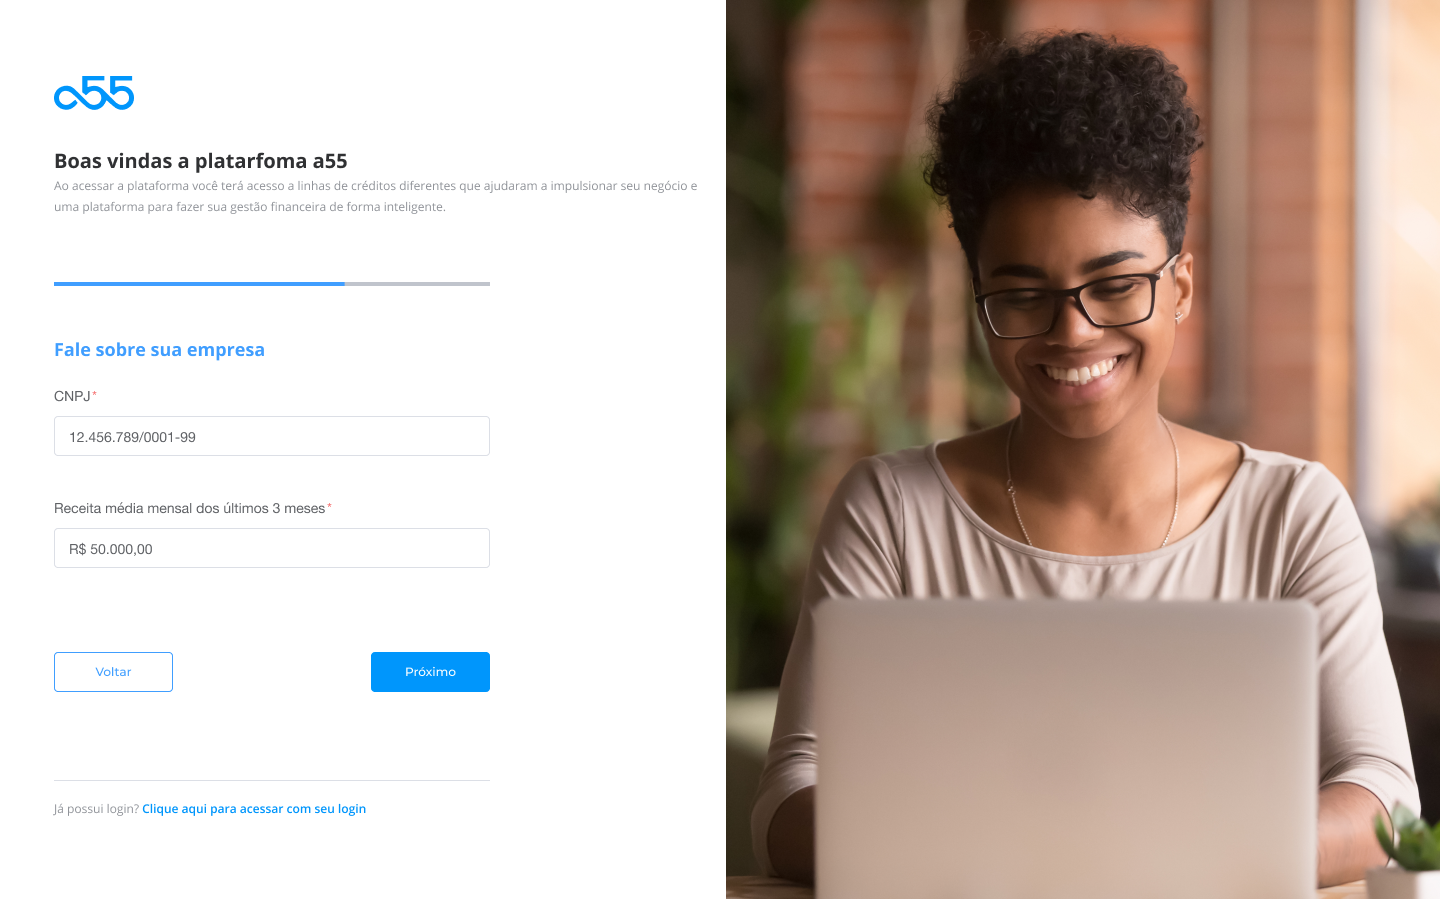 a55
Boas vindas a platarfoma a55
Ao acessar a plataforma você terá acesso a linhas de créditos diferentes que ajudaram a impulsionar seu negócio e
uma plataforma para fazer sua gestão financeira de forma inteligente.
Fale sobre sua empresa
CNPJ*
12.456.789/0001-99
Receita média mensal dos últimos 3 meses*
R$ 50.000,00
Voltar
Próximo
Já possui login? Clique aqui para acessar com seu login